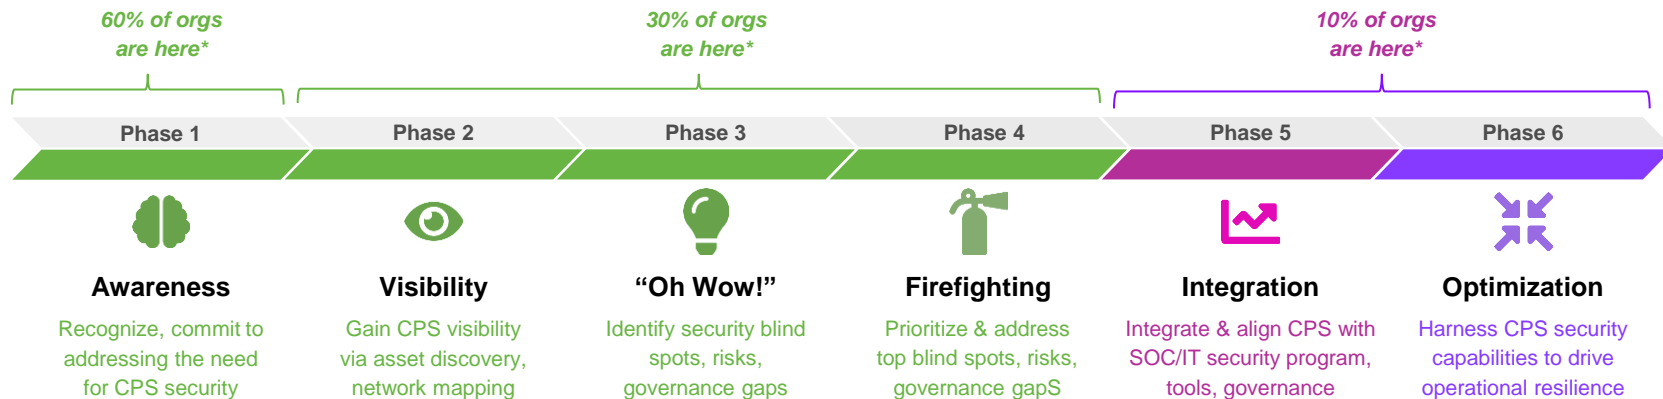 60% of orgs
are here*
30% of orgs
are here*
10% of orgs
are here*
Phase 1
Phase 2
Phase 3
Phase 4
Phase 5
Phase 6
Awareness
Recognize, commit to
addressing the need
for CPS security
Visibility
Gain CPS visibility
via asset discovery,
network mapping
“Oh Wow!”
Identify security blind
spots, risks,
governance gaps
Firefighting
Prioritize & address
top blind spots, risks,
governance gapS
Integration
Integrate & align CPS with
SOC/IT security program,
tools, governance
Optimization
Harness CPS security
capabilities to drive
operational resilience